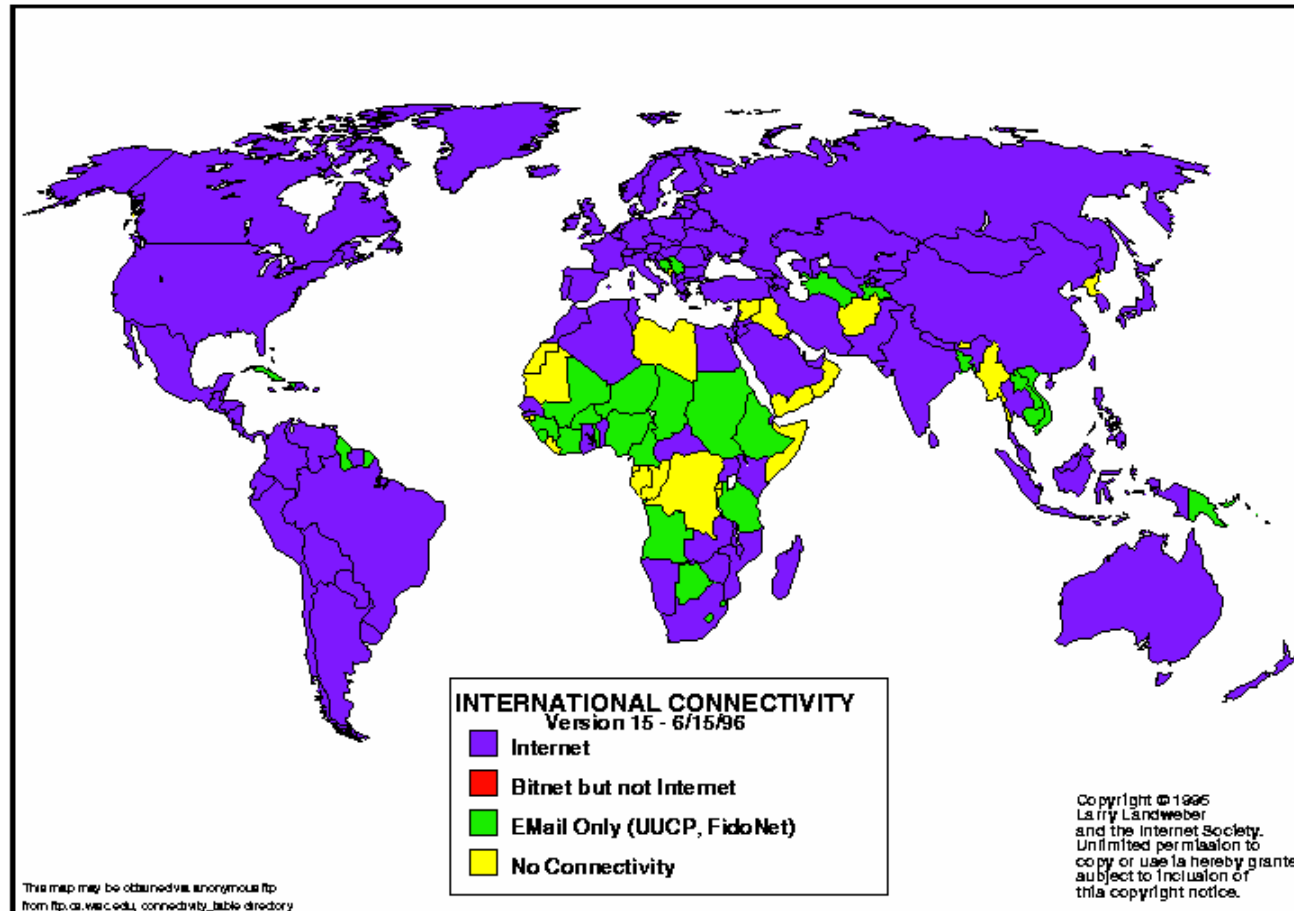 INTERNATIONAL CONNECTIVITY
Version 15 - 6/15/96
Internet
Bitnet but not Internet
EMail Only (UUCP, FidoNet)
No Connectivity
Copyright © 1995
Larry Landweber
and the Internet Society.
Unlimited permission to
copy or use is hereby grante
subject to inclusion of
this copyright notice.
This map may be obtained via anonymous ftp
from ftp.cs.wisc.edu, connectivity_table directory